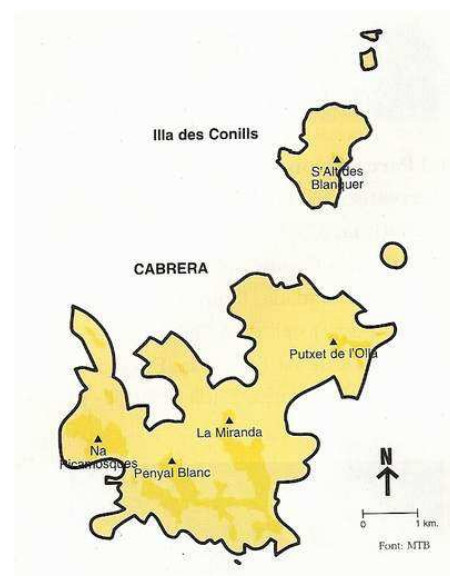 Illa des Conills
S'Alt des
Blanquer
CABRERA
Putxet de l'Olla
La Miranda
Na
Picamosques
Penyal Blanc
N
0 1 km.
Font: MTB